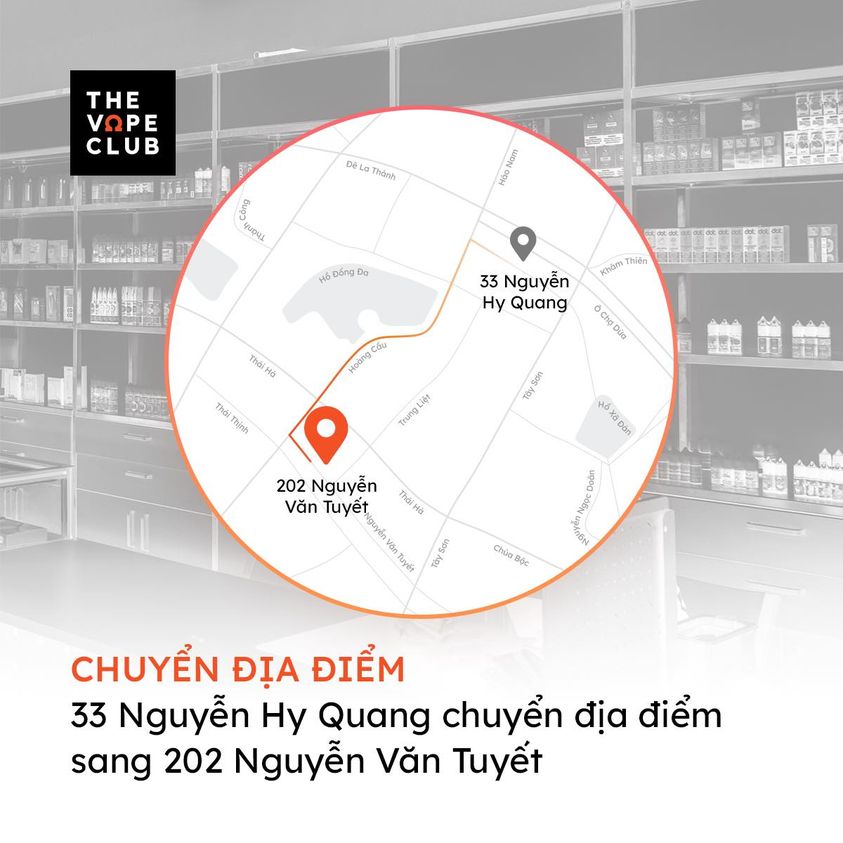 THE
VAPE
CLUB
Đê La Thành
Hào Nam
Thành Công
Hồ Đống Đa
33 Nguyễn
Hy Quang
Khâm Thiên
Ô Chợ Dừa
Hoàng Cầu
Thái Hà
Thái Thịnh
Trung Liệt
Tây Sơn
Hồ Xã Đàn
202 Nguyễn
Văn Tuyết
Thái Hà
Nguyễn Văn Tuyết
Tây Sơn
Chùa Bộc
Nguyễn Ngọc Doãn
CHUYỂN ĐỊA ĐIỂM
33 Nguyễn Hy Quang chuyển địa điểm
sang 202 Nguyễn Văn Tuyết